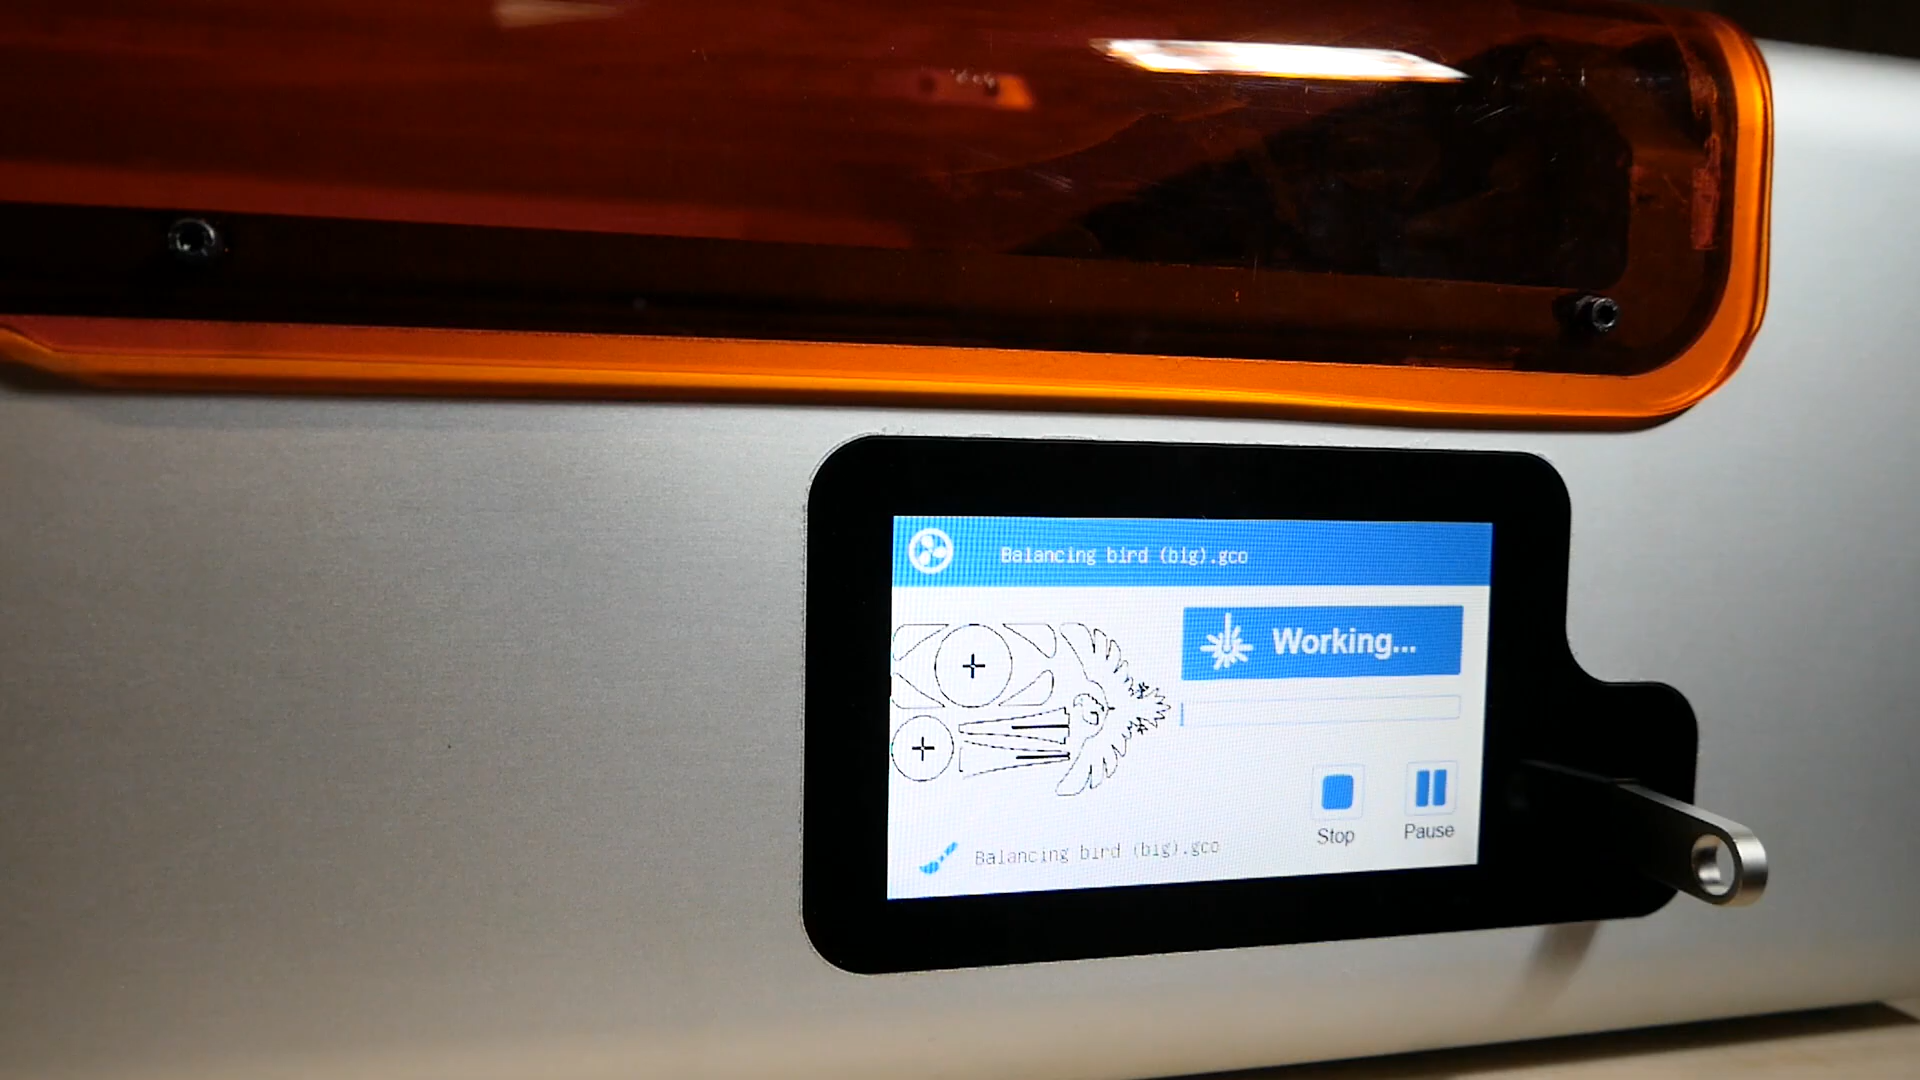 Balancing bird (big).gco
Working...
Stop
Pause
Balancing bird (big).gco